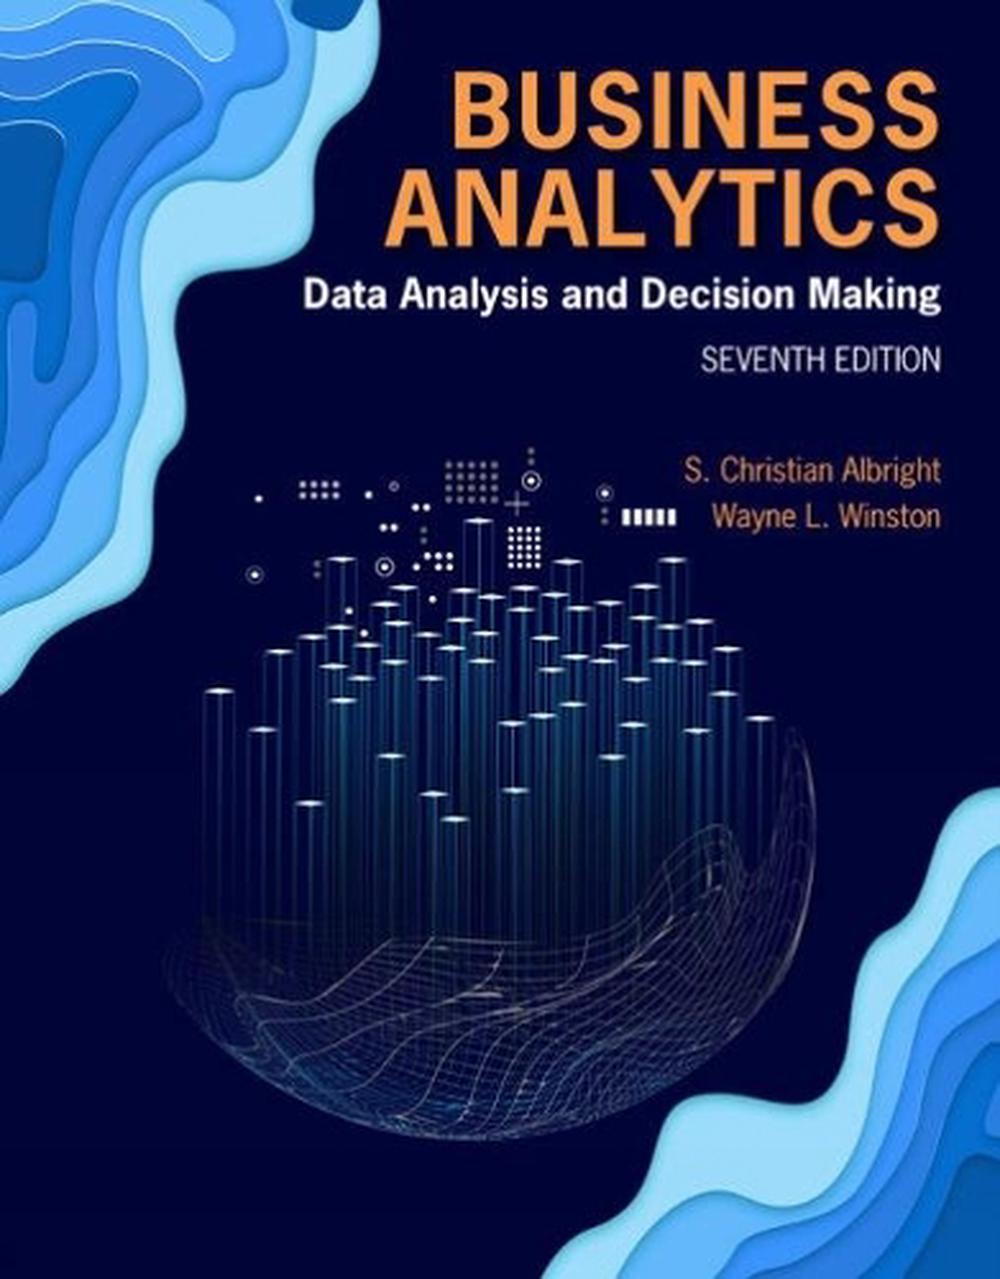 BUSINESS
ANALYTICS
Data Analysis and Decision Making
SEVENTH EDITION
S. Christian Albright
Wayne L. Winston